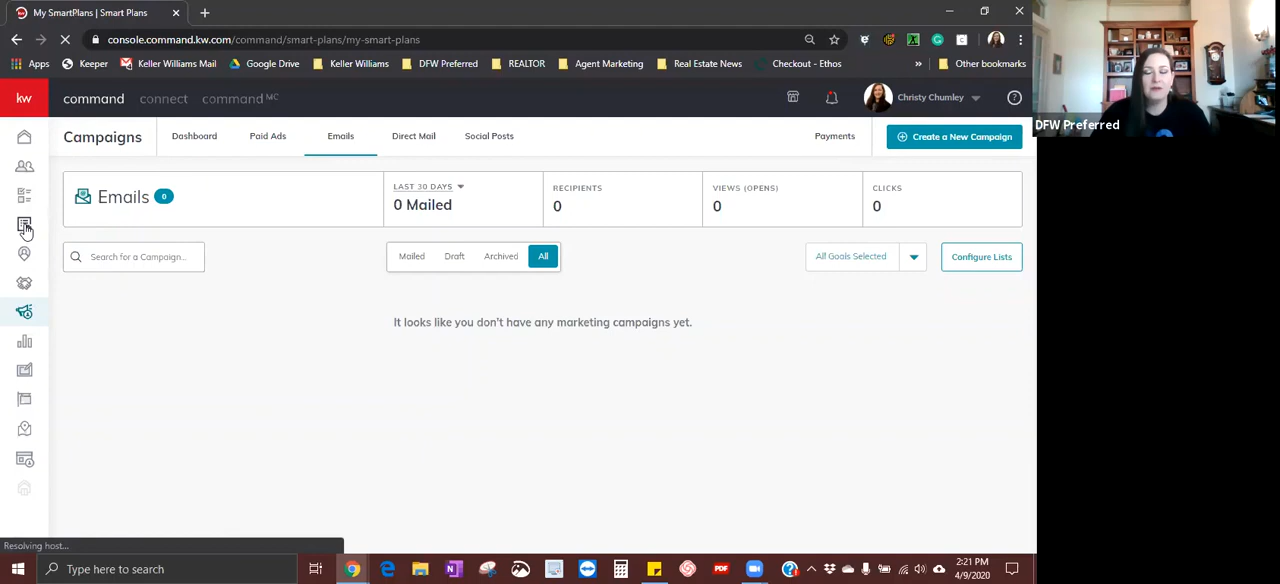 My SmartPlans | Smart Plans
console.command.kw.com/command/smart-plans/my-smart-plans
Apps Keeper Keller Williams Mail Google Drive Keller Williams DFW Preferred REALTOR Agent Marketing Real Estate News Checkout - Ethos » Other bookmarks
kw command connect command MC Christy Chumley
Campaigns Dashboard Paid Ads Emails Direct Mail Social Posts Payments Create a New Campaign
DFW Preferred
Emails 0
LAST 30 DAYS
0 Mailed
RECIPIENTS
0
VIEWS (OPENS)
0
CLICKS
0
Search for a Campaign... Mailed Draft Archived All All Goals Selected Configure Lists
It looks like you don't have any marketing campaigns yet.
Resolving host...
Type here to search
PDF
2:21 PM
4/9/2020